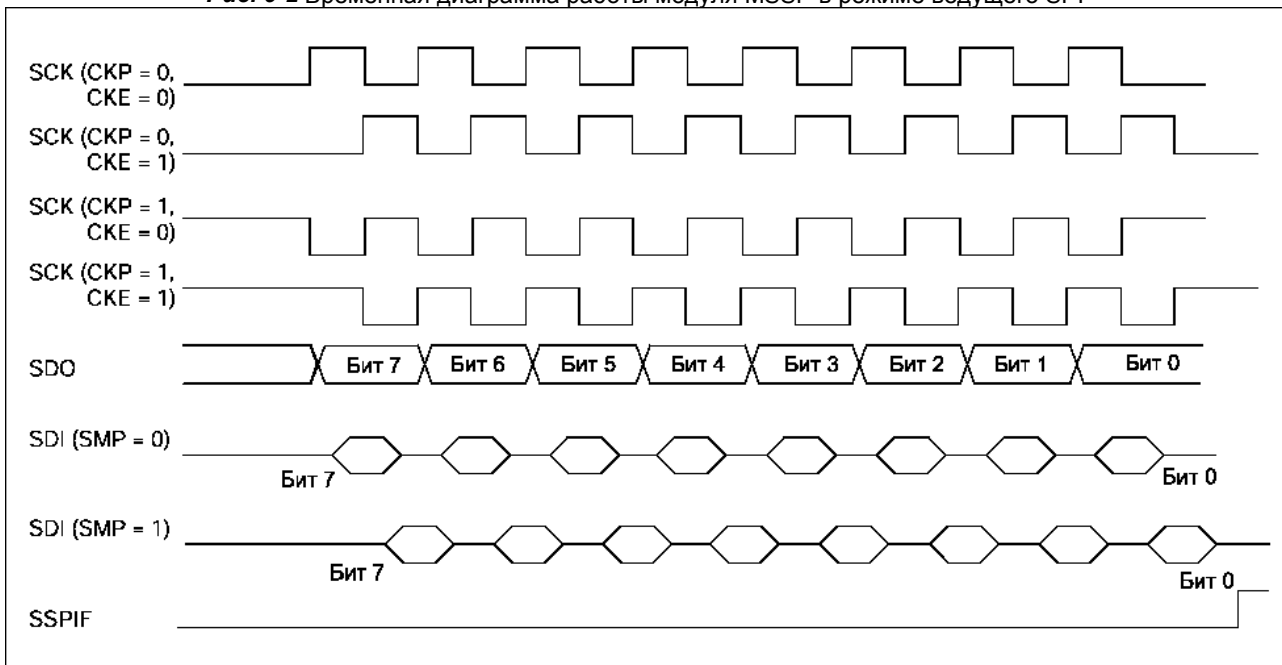 Рис. 9-2 Временная диаграмма работы модуля MSSP в режиме ведущего SPI
SCK (CKP = 0,
CKE = 0)
SCK (CKP = 0,
CKE = 1)
SCK (CKP = 1,
CKE = 0)
SCK (CKP = 1,
CKE = 1)
SDO
Бит 7
Бит 6
Бит 5
Бит 4
Бит 3
Бит 2
Бит 1
Бит 0
SDI (SMP = 0)
Бит 7
Бит 0
SDI (SMP = 1)
Бит 7
Бит 0
SSPIF